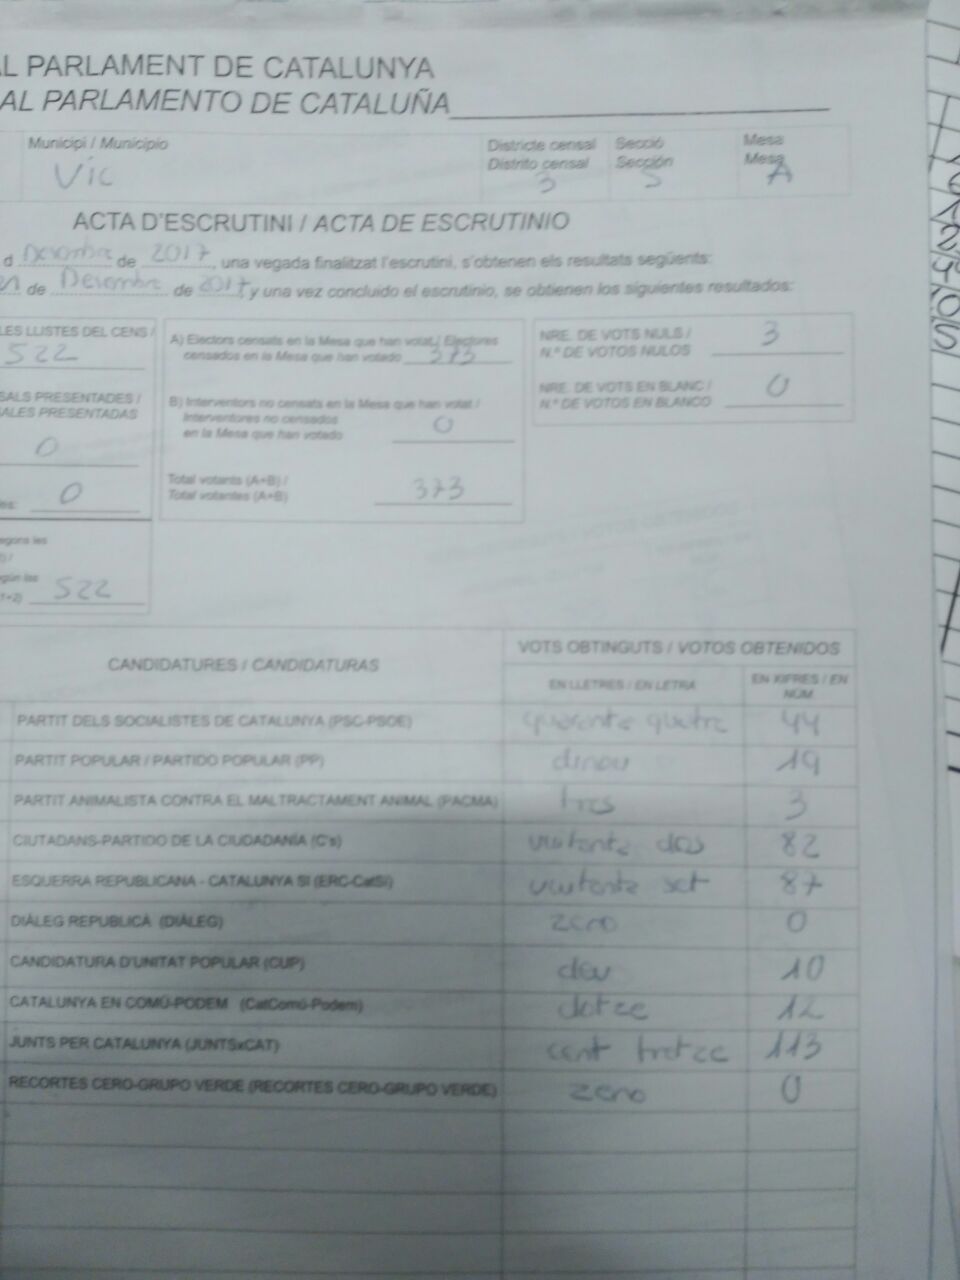 AL PARLAMENT DE CATALUNYA
AL PARLAMENTO DE CATALUÑA
Municipi / Municipio
Vic
Districte censal
Distrito censal
3
Secció
Sección
5
Mesa
Mesa
A
ACTA D'ESCRUTINI / ACTA DE ESCRUTINIO
d Desembre de 2017, una vegada finalitzat l'escrutini, s'obtenen els resultats següents:
de Desembre de 2017, y una vez concluido el escrutinio, se obtienen los siguientes resultados:
LES LLISTES DEL CENS /
522
SALS PRESENTADES /
ALES PRESENTADAS
0
es: 0
egons les
) /
gún las
1+2) 522
A) Electors censats en la Mesa que han votat / Electores
censados en la Mesa que han votado 373
B) Interventors no censats en la Mesa que han votat /
Interventores no censados
en la Mesa que han votado 0
Total votants (A+B) /
Total votantes (A+B) 373
NRE. DE VOTS NULS /
N.º DE VOTOS NULOS 3
NRE. DE VOTS EN BLANC /
N.º DE VOTOS EN BLANCO 0
CANDIDATURES / CANDIDATURAS
VOTS OBTINGUTS / VOTOS OBTENIDOS
EN LLETRES / EN LETRA
EN XIFRES / EN NÚM.
PARTIT DELS SOCIALISTES DE CATALUNYA (PSC-PSOE) quaranta quatre 44
PARTIT POPULAR / PARTIDO POPULAR (PP) dinou 19
PARTIT ANIMALISTA CONTRA EL MALTRACTAMENT ANIMAL (PACMA) tres 3
CIUTADANS-PARTIDO DE LA CIUDADANÍA (C's) vuitanta dos 82
ESQUERRA REPUBLICANA - CATALUNYA SÍ (ERC-CatSí) vuitanta set 87
DIÀLEG REPUBLICÀ (DIÀLEG) zero 0
CANDIDATURA D'UNITAT POPULAR (CUP) deu 10
CATALUNYA EN COMÚ-PODEM (CatComú-Podem) dotze 12
JUNTS PER CATALUNYA (JUNTSxCAT) cent tretze 113
RECORTES CERO-GRUPO VERDE (RECORTES CERO-GRUPO VERDE) zero 0